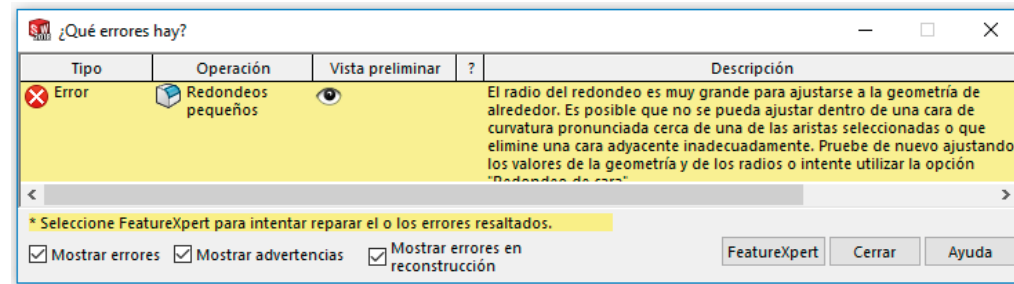 ¿Qué errores hay?
Tipo Operación Vista preliminar ? Descripción
Error Redondeos pequeños El radio del redondeo es muy grande para ajustarse a la geometría de
alrededor. Es posible que no se pueda ajustar dentro de una cara de
curvatura pronunciada cerca de una de las aristas seleccionadas o que
elimine una cara adyacente inadecuadamente. Pruebe de nuevo ajustando
los valores de la geometría y de los radios o intente utilizar la opción
"Redondeo de cara"
* Seleccione FeatureXpert para intentar reparar el o los errores resaltados.
Mostrar errores Mostrar advertencias Mostrar errores en reconstrucción FeatureXpert Cerrar Ayuda